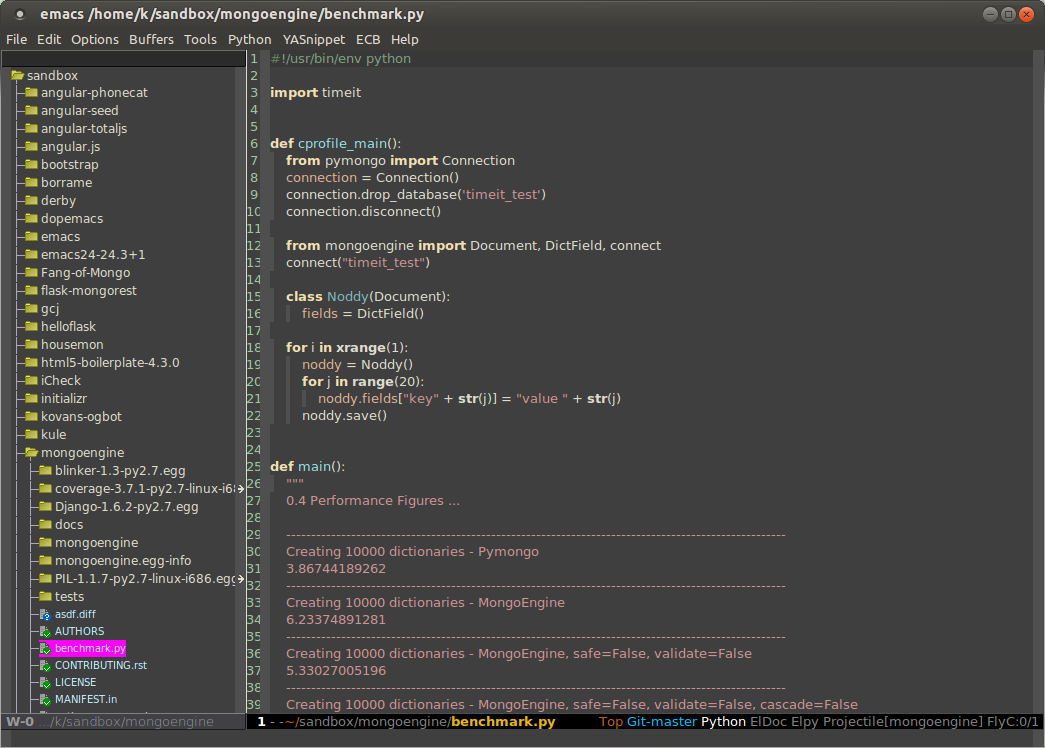 emacs /home/k/sandbox/mongoengine/benchmark.py
File Edit Options Buffers Tools Python YASnippet ECB Help
sandbox
angular-phonecat
angular-seed
angular-totaljs
angular.js
bootstrap
borrame
derby
dopemacs
emacs
emacs24-24.3+1
Fang-of-Mongo
flask-mongorest
gcj
helloflask
housemon
html5-boilerplate-4.3.0
iCheck
initializr
kovans-ogbot
kule
mongoengine
blinker-1.3-py2.7.egg
coverage-3.7.1-py2.7-linux-i68
Django-1.6.2-py2.7.egg
docs
mongoengine
mongoengine.egg-info
PIL-1.1.7-py2.7-linux-i686.egg
tests
asdf.diff
AUTHORS
benchmark.py
CONTRIBUTING.rst
LICENSE
MANIFEST.in
W-0 .../k/sandbox/mongoengine
1 #!/usr/bin/env python
2
3 import timeit
4
5
6 def cprofile_main():
7 from pymongo import Connection
8 connection = Connection()
9 connection.drop_database('timeit_test')
10 connection.disconnect()
11
12 from mongoengine import Document, DictField, connect
13 connect("timeit_test")
14
15 class Noddy(Document):
16 fields = DictField()
17
18 for i in xrange(1):
19 noddy = Noddy()
20 for j in range(20):
21 noddy.fields["key" + str(j)] = "value " + str(j)
22 noddy.save()
23
24
25 def main():
26 """
27 0.4 Performance Figures ...
28
29 ----------------------------------------------------------------------------------------------------
30 Creating 10000 dictionaries - Pymongo
31 3.86744189262
32 ----------------------------------------------------------------------------------------------------
33 Creating 10000 dictionaries - MongoEngine
34 6.23374891281
35 ----------------------------------------------------------------------------------------------------
36 Creating 10000 dictionaries - MongoEngine, safe=False, validate=False
37 5.33027005196
38 ----------------------------------------------------------------------------------------------------
39 Creating 10000 dictionaries - MongoEngine, safe=False, validate=False, cascade=False
1 - -~/sandbox/mongoengine/benchmark.py Top Git-master Python ElDoc Elpy Projectile[mongoengine] FlyC:0/1